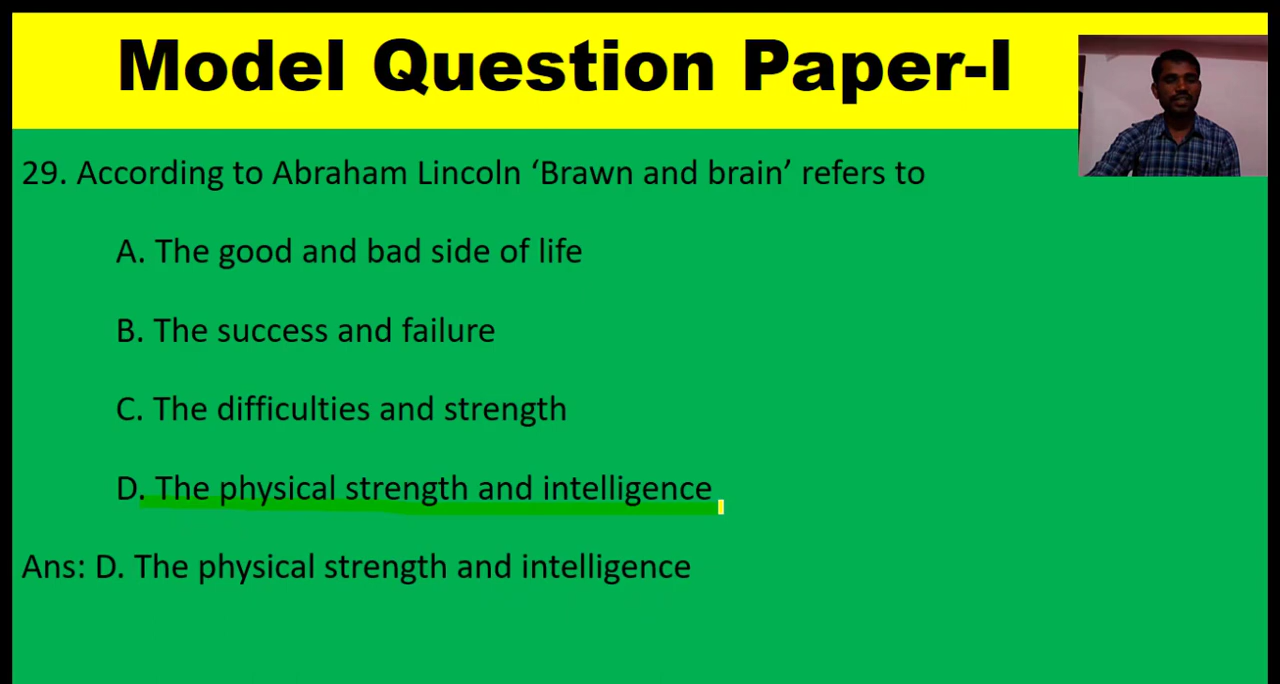 Model Question Paper-I
29. According to Abraham Lincoln ‘Brawn and brain’ refers to
A. The good and bad side of life
B. The success and failure
C. The difficulties and strength
D. The physical strength and intelligence
Ans: D. The physical strength and intelligence